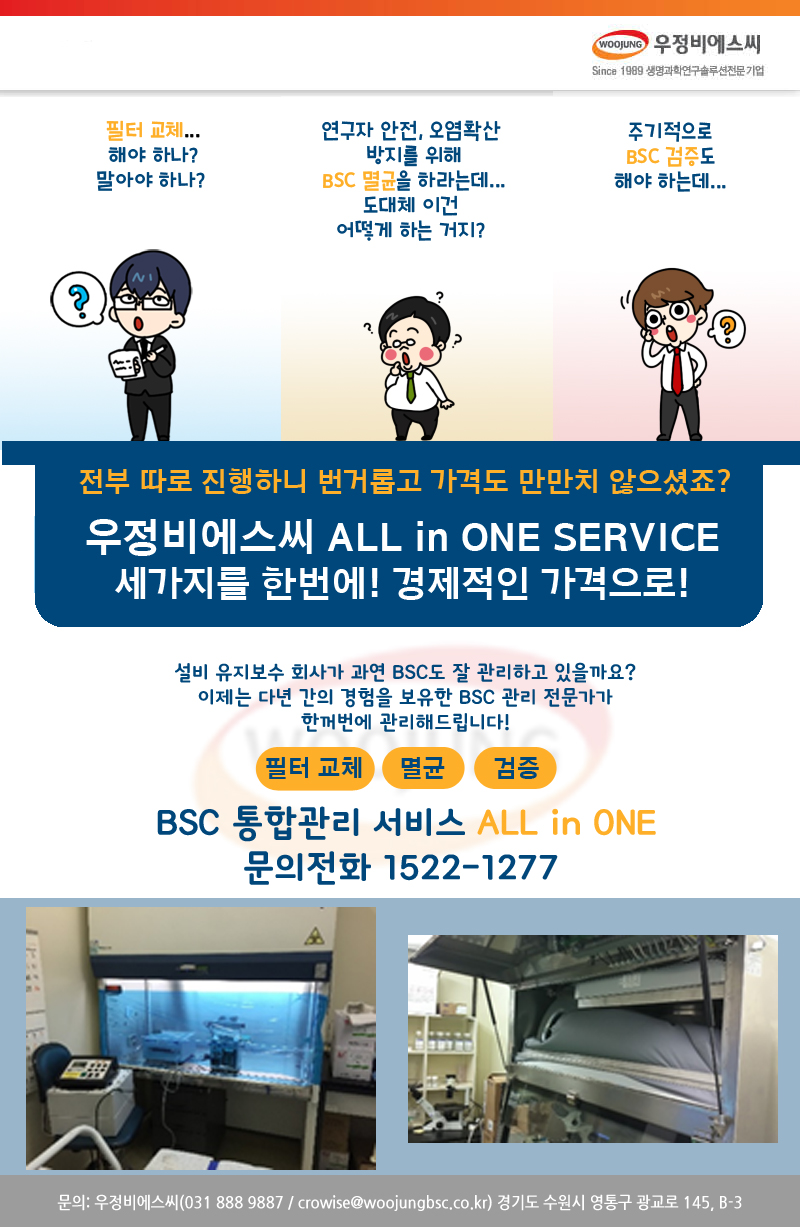 WOOJUNG 우정비에스씨
Since 1989 생명과학연구솔루션전문기업
필터 교체...
해야 하나?
말아야 하나?
연구자 안전, 오염확산
방지를 위해
BSC 멸균을 하라는데...
도대체 이건
어떻게 하는 거지?
주기적으로
BSC 검증도
해야 하는데...
?
?
?
?
?
전부 따로 진행하니 번거롭고 가격도 만만치 않으셨죠?
우정비에스씨 ALL in ONE SERVICE
세가지를 한번에! 경제적인 가격으로!
설비 유지보수 회사가 과연 BSC도 잘 관리하고 있을까요?
이제는 다년 간의 경험을 보유한 BSC 관리 전문가가
한꺼번에 관리해드립니다!
WOOJUNG
필터 교체 멸균 검증
BSC 통합관리 서비스 ALL in ONE
문의전화 1522-1277
문의: 우정비에스씨(031 888 9887 / crowise@woojungbsc.co.kr) 경기도 수원시 영통구 광교로 145, B-3